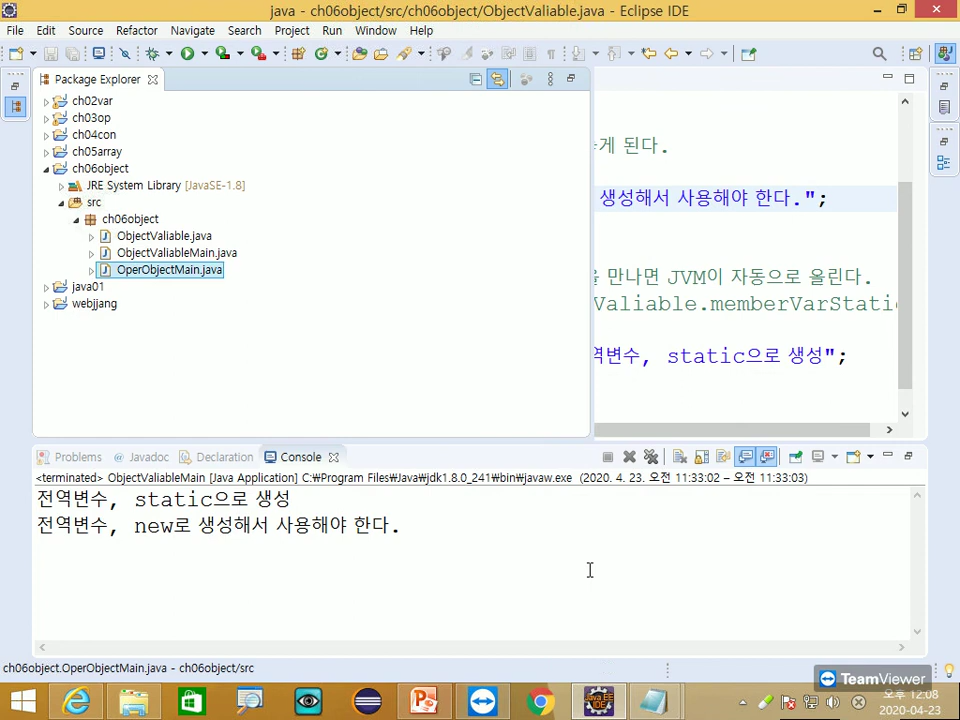 java - ch06object/src/ch06object/ObjectValiable.java - Eclipse IDE
File Edit Source Refactor Navigate Search Project Run Window Help
Package Explorer
ch02var
ch03op
ch04con
ch05array
ch06object
JRE System Library [JavaSE-1.8]
src
ch06object
ObjectValiable.java
ObjectValiableMain.java
OperObjectMain.java
java01
webjjang
게 된다.
생성해서 사용해야 한다.";
만나면 JVM이 자동으로 올린다.
Valiable.memberVarStatic
역변수, static으로 생성";
Problems @ Javadoc Declaration Console
<terminated> ObjectValiableMain [Java Application] C:₩Program Files₩Java₩jdk1.8.0_241₩bin₩javaw.exe (2020. 4. 23. 오전 11:33:02 – 오전 11:33:03)
전역변수, static으로 생성
전역변수, new로 생성해서 사용해야 한다.
ch06object.OperObjectMain.java - ch06object/src
TeamViewer
Java EE IDE
오후 12:08
2020-04-23